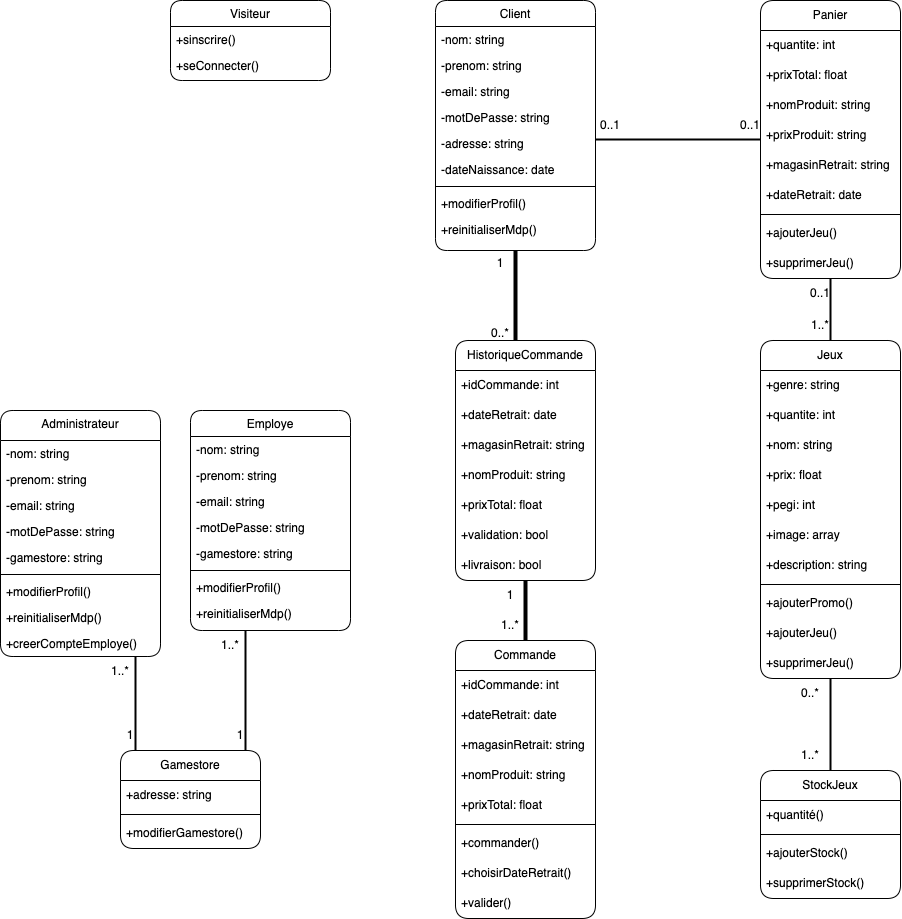 Visiteur
+sinscrire()
+seConnecter()
Client
-nom: string
-prenom: string
-email: string
-motDePasse: string
-adresse: string
-dateNaissance: date
+modifierProfil()
+reinitialiserMdp()
0..1
0..1
Panier
+quantite: int
+prixTotal: float
+nomProduit: string
+prixProduit: string
+magasinRetrait: string
+dateRetrait: date
+ajouterJeu()
+supprimerJeu()
1
0..*
0..1
1..*
HistoriqueCommande
+idCommande: int
+dateRetrait: date
+magasinRetrait: string
+nomProduit: string
+prixTotal: float
+validation: bool
+livraison: bool
Jeux
+genre: string
+quantite: int
+nom: string
+prix: float
+pegi: int
+image: array
+description: string
+ajouterPromo()
+ajouterJeu()
+supprimerJeu()
Administrateur
-nom: string
-prenom: string
-email: string
-motDePasse: string
-gamestore: string
+modifierProfil()
+reinitialiserMdp()
+creerCompteEmploye()
Employe
-nom: string
-prenom: string
-email: string
-motDePasse: string
-gamestore: string
+modifierProfil()
+reinitialiserMdp()
1..*
1
1..*
1
Gamestore
+adresse: string
+modifierGamestore()
1
1..*
Commande
+idCommande: int
+dateRetrait: date
+magasinRetrait: string
+nomProduit: string
+prixTotal: float
+commander()
+choisirDateRetrait()
+valider()
0..*
1..*
StockJeux
+quantité()
+ajouterStock()
+supprimerStock()